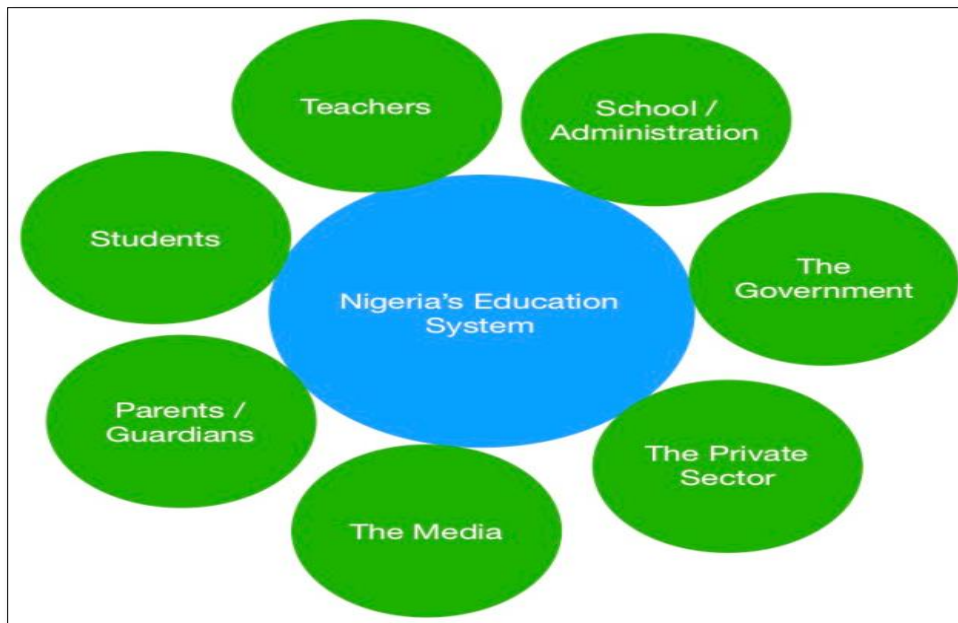 Teachers
School /
Administration
Students
The
Government
Nigeria’s Education
System
Parents /
Guardians
The Private
Sector
The Media